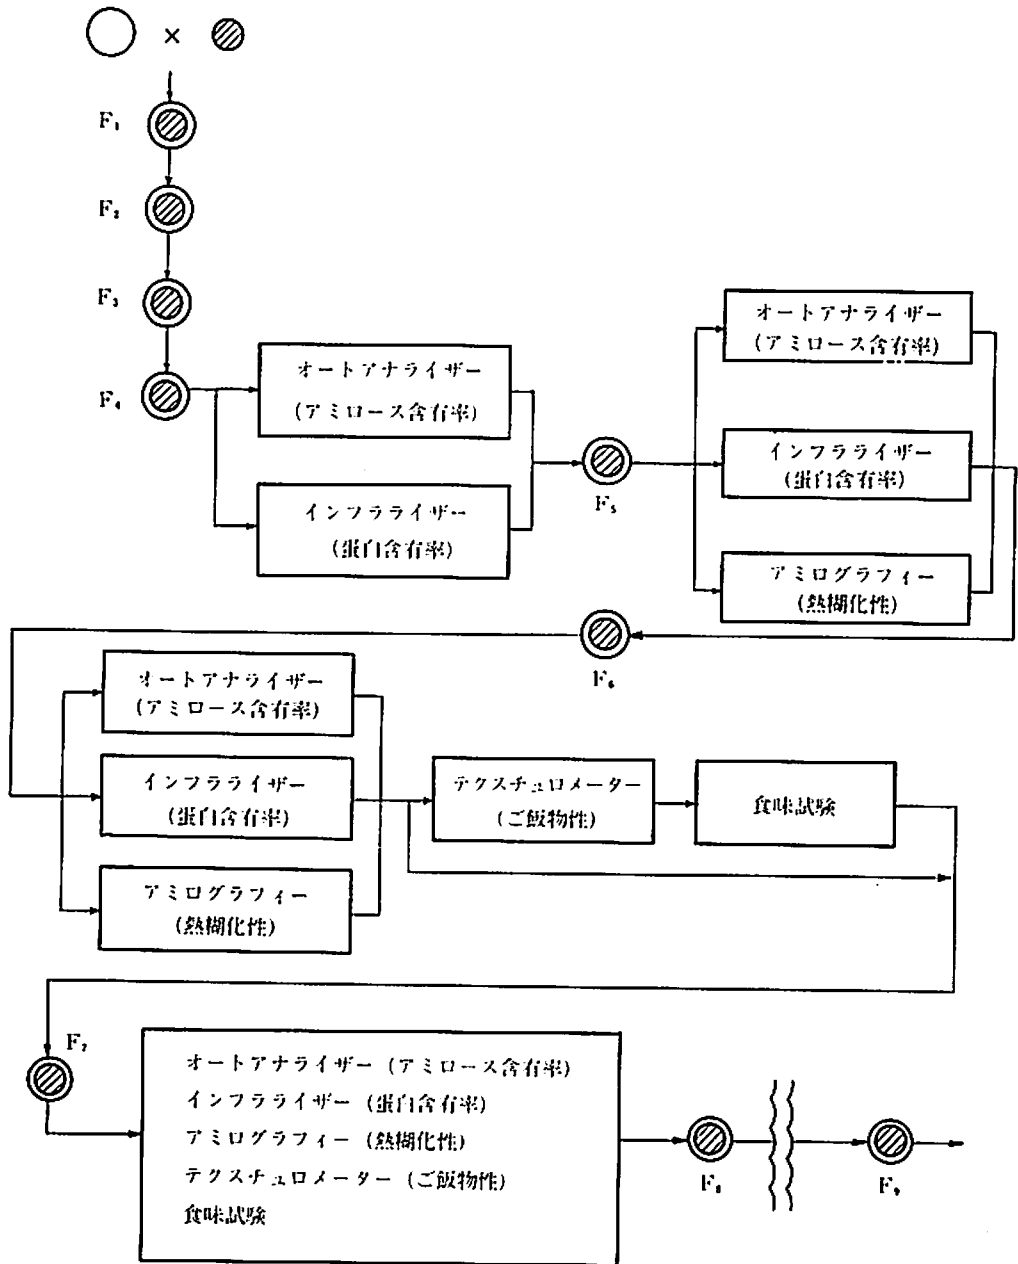 ×
F₁
F₂
F₃
F₄
オートアナライザー
(アミロース含有率)
インフラライザー
(蛋白含有率)
F₅
オートアナライザー
(アミロース含有率)
インフラライザー
(蛋白含有率)
アミログラフィー
(熱糊化性)
F₆
オートアナライザー
(アミロース含有率)
インフラライザー
(蛋白含有率)
アミログラフィー
(熱糊化性)
テクスチュロメーター
(ご飯物性)
食味試験
F₇
オートアナライザー (アミロース含有率)
インフラライザー (蛋白含有率)
アミログラフィー (熱糊化性)
テクスチュロメーター (ご飯物性)
食味試験
F₈
F₉